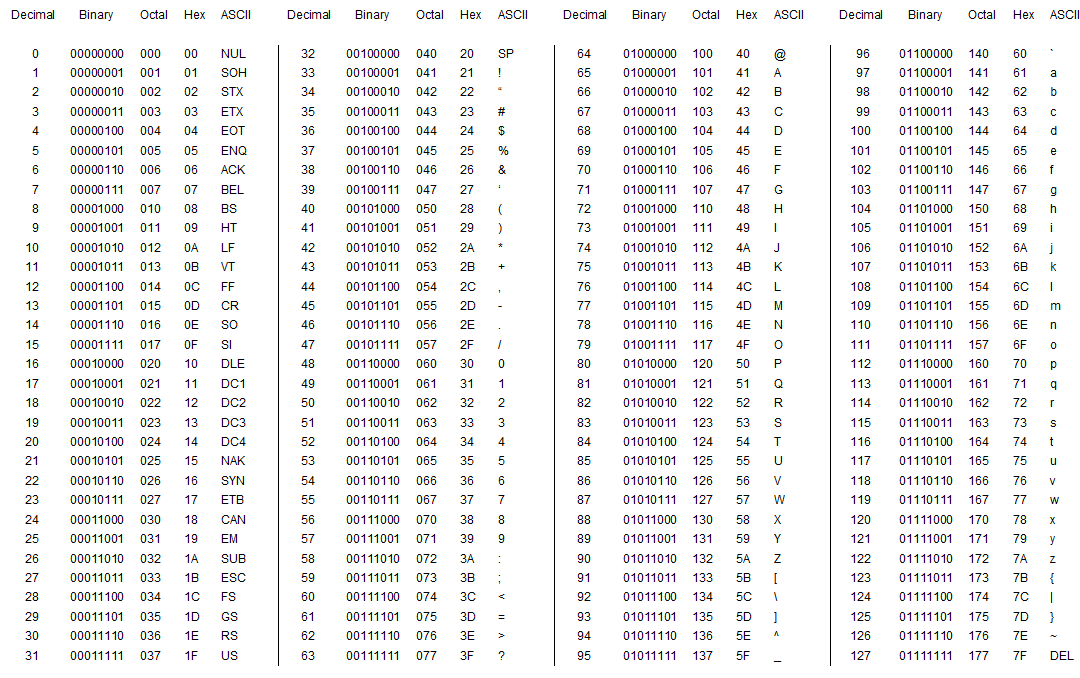 Decimal Binary Octal Hex ASCII Decimal Binary Octal Hex ASCII Decimal Binary Octal Hex ASCII Decimal Binary Octal Hex ASCII
0 00000000 000 00 NUL 32 00100000 040 20 SP 64 01000000 100 40 @ 96 01100000 140 60 `
1 00000001 001 01 SOH 33 00100001 041 21 ! 65 01000001 101 41 A 97 01100001 141 61 a
2 00000010 002 02 STX 34 00100010 042 22 “ 66 01000010 102 42 B 98 01100010 142 62 b
3 00000011 003 03 ETX 35 00100011 043 23 # 67 01000011 103 43 C 99 01100011 143 63 c
4 00000100 004 04 EOT 36 00100100 044 24 $ 68 01000100 104 44 D 100 01100100 144 64 d
5 00000101 005 05 ENQ 37 00100101 045 25 % 69 01000101 105 45 E 101 01100101 145 65 e
6 00000110 006 06 ACK 38 00100110 046 26 & 70 01000110 106 46 F 102 01100110 146 66 f
7 00000111 007 07 BEL 39 00100111 047 27 ‘ 71 01000111 107 47 G 103 01100111 147 67 g
8 00001000 010 08 BS 40 00101000 050 28 ( 72 01001000 110 48 H 104 01101000 150 68 h
9 00001001 011 09 HT 41 00101001 051 29 ) 73 01001001 111 49 I 105 01101001 151 69 i
10 00001010 012 0A LF 42 00101010 052 2A * 74 01001010 112 4A J 106 01101010 152 6A j
11 00001011 013 0B VT 43 00101011 053 2B + 75 01001011 113 4B K 107 01101011 153 6B k
12 00001100 014 0C FF 44 00101100 054 2C , 76 01001100 114 4C L 108 01101100 154 6C l
13 00001101 015 0D CR 45 00101101 055 2D - 77 01001101 115 4D M 109 01101101 155 6D m
14 00001110 016 0E SO 46 00101110 056 2E . 78 01001110 116 4E N 110 01101110 156 6E n
15 00001111 017 0F SI 47 00101111 057 2F / 79 01001111 117 4F O 111 01101111 157 6F o
16 00010000 020 10 DLE 48 00110000 060 30 0 80 01010000 120 50 P 112 01110000 160 70 p
17 00010001 021 11 DC1 49 00110001 061 31 1 81 01010001 121 51 Q 113 01110001 161 71 q
18 00010010 022 12 DC2 50 00110010 062 32 2 82 01010010 122 52 R 114 01110010 162 72 r
19 00010011 023 13 DC3 51 00110011 063 33 3 83 01010011 123 53 S 115 01110011 163 73 s
20 00010100 024 14 DC4 52 00110100 064 34 4 84 01010100 124 54 T 116 01110100 164 74 t
21 00010101 025 15 NAK 53 00110101 065 35 5 85 01010101 125 55 U 117 01110101 165 75 u
22 00010110 026 16 SYN 54 00110110 066 36 6 86 01010110 126 56 V 118 01110110 166 76 v
23 00010111 027 17 ETB 55 00110111 067 37 7 87 01010111 127 57 W 119 01110111 167 77 w
24 00011000 030 18 CAN 56 00111000 070 38 8 88 01011000 130 58 X 120 01111000 170 78 x
25 00011001 031 19 EM 57 00111001 071 39 9 89 01011001 131 59 Y 121 01111001 171 79 y
26 00011010 032 1A SUB 58 00111010 072 3A : 90 01011010 132 5A Z 122 01111010 172 7A z
27 00011011 033 1B ESC 59 00111011 073 3B ; 91 01011011 133 5B [ 123 01111011 173 7B {
28 00011100 034 1C FS 60 00111100 074 3C < 92 01011100 134 5C \ 124 01111100 174 7C |
29 00011101 035 1D GS 61 00111101 075 3D = 93 01011101 135 5D ] 125 01111101 175 7D }
30 00011110 036 1E RS 62 00111110 076 3E > 94 01011110 136 5E ^ 126 01111110 176 7E ~
31 00011111 037 1F US 63 00111111 077 3F ? 95 01011111 137 5F _ 127 01111111 177 7F DEL